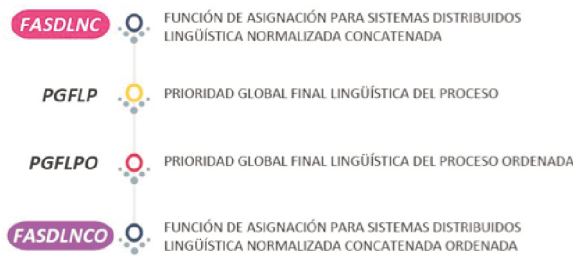 FASDLNC
FUNCIÓN DE ASIGNACIÓN PARA SISTEMAS DISTRIBUIDOS
LINGÜÍSTICA NORMALIZADA CONCATENADA
PGFLP
PRIORIDAD GLOBAL FINAL LINGÜÍSTICA DEL PROCESO
PGFLPO
PRIORIDAD GLOBAL FINAL LINGÜÍSTICA DEL PROCESO ORDENADA
FASDLNCO
FUNCIÓN DE ASIGNACIÓN PARA SISTEMAS DISTRIBUIDOS
LINGÜÍSTICA NORMALIZADA CONCATENADA ORDENADA